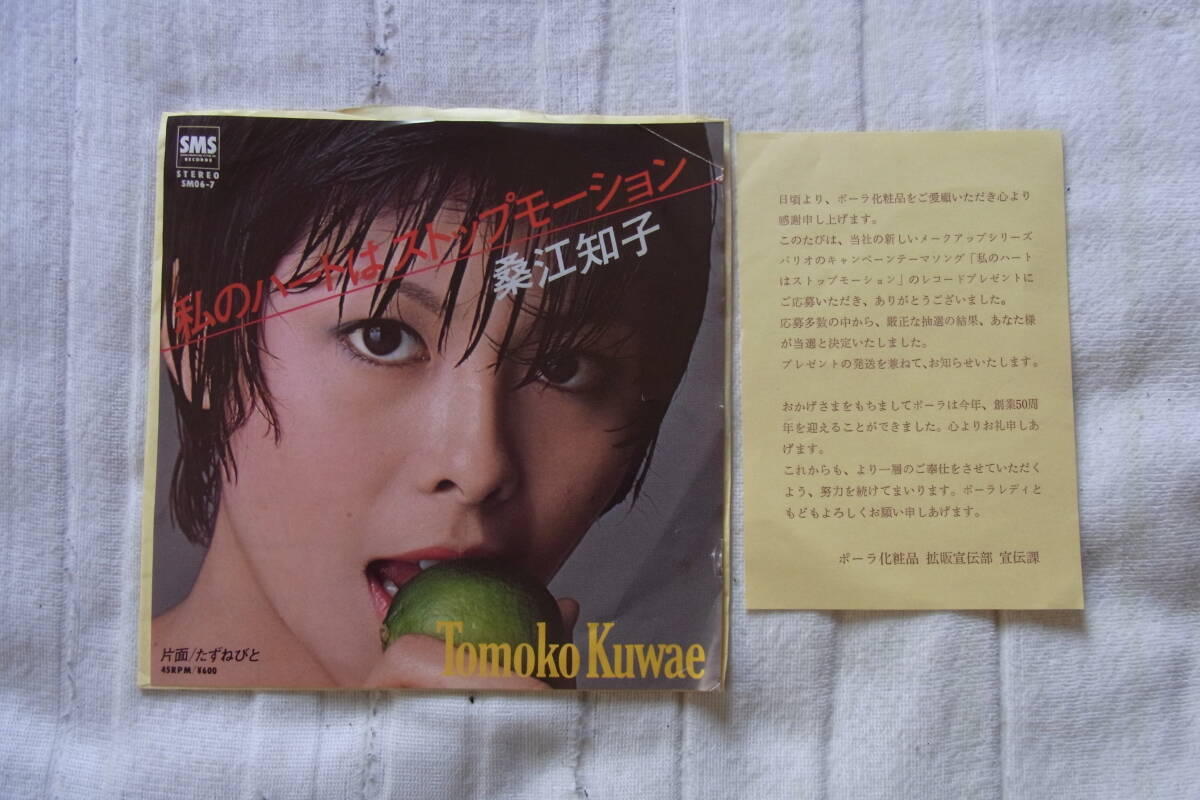 SMS
RECORDS
STEREO
SM06-7
私のハートはストップモーション
桑江知子
片面/たずねびと
45RPM/¥600
Tomoko Kuwae
日頃より、ポーラ化粧品をご愛顧いただき心より
感謝申し上げます。
このたびは、当社の新しいメークアップシリーズ
バリオのキャンペーンテーマソング「私のハート
はストップモーション」のレコードプレゼントに
ご応募いただき、ありがとうございました。
応募多数の中から、厳正な抽選の結果、あなた様
が当選と決定いたしました。
プレゼントの発送を兼ねて、お知らせいたします。
おかげさまをもちましてポーラは今年、創業50周
年を迎えることができました。心よりお礼申しあ
げます。
これからも、より一層のご奉仕をさせていただく
よう、努力を続けてまいります。ポーラレディと
もどもよろしくお願い申しあげます。
ポーラ化粧品 拡販宣伝部 宣伝課